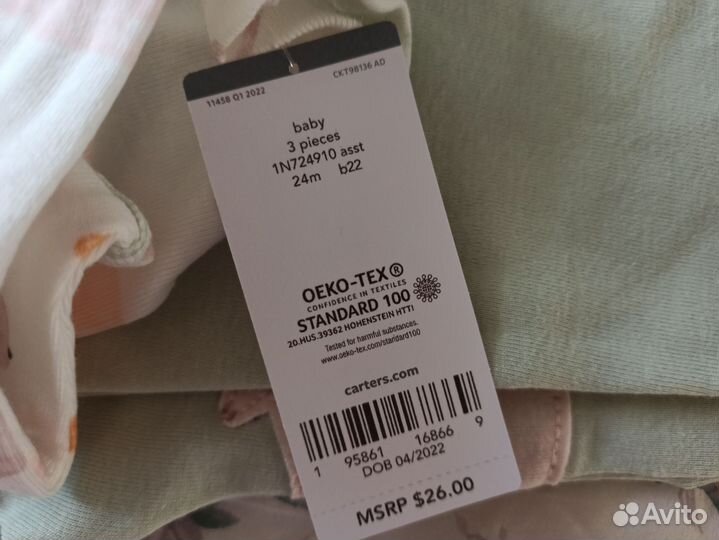 11458 Q1 2022
CKT98136 AD
baby
3 pieces
1N724910 asst
24m b22
OEKO-TEX®
CONFIDENCE IN TEXTILES
STANDARD 100
20.HUS.39362 HOHENSTEIN HTTI
Tested for harmful substances.
www.oeko-tex.com/standard100
carters.com
1 95861 16866 9
DOB 04/2022
MSRP $26.00
Avito